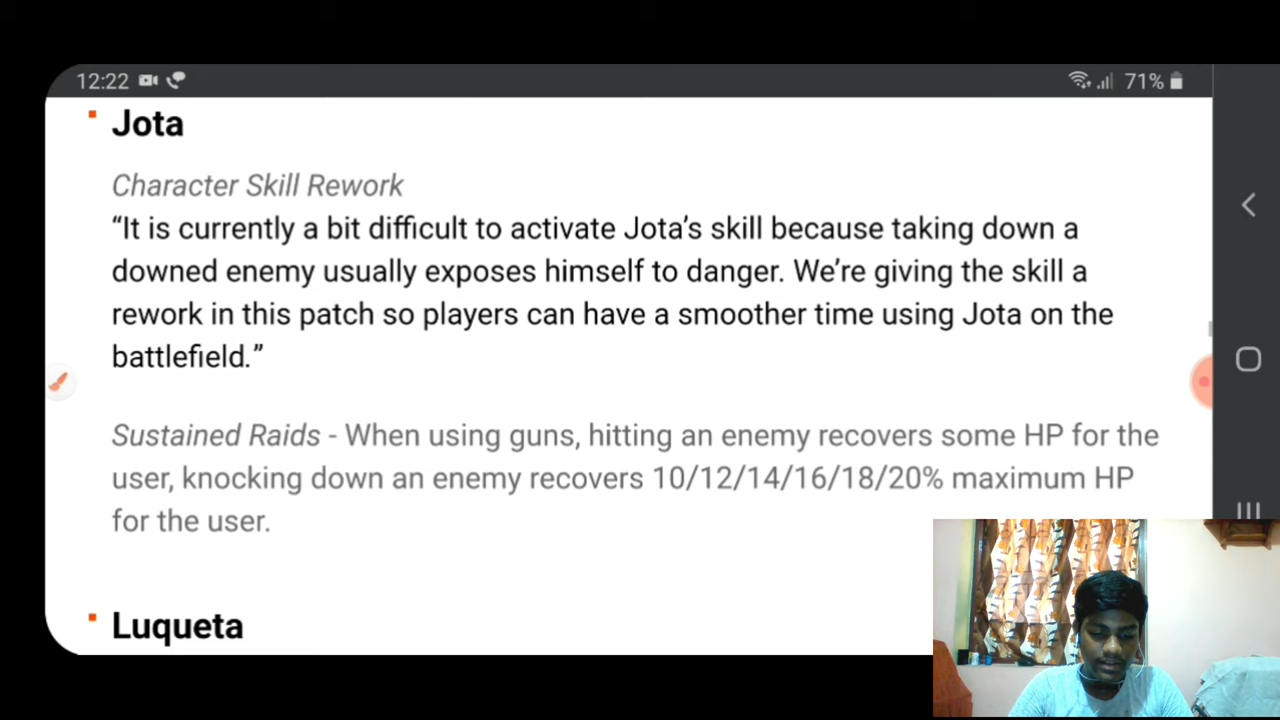 12:22 71%
Jota
Character Skill Rework
“It is currently a bit difficult to activate Jota’s skill because taking down a
downed enemy usually exposes himself to danger. We’re giving the skill a
rework in this patch so players can have a smoother time using Jota on the
battlefield.”
Sustained Raids - When using guns, hitting an enemy recovers some HP for the
user, knocking down an enemy recovers 10/12/14/16/18/20% maximum HP
for the user.
Luqueta